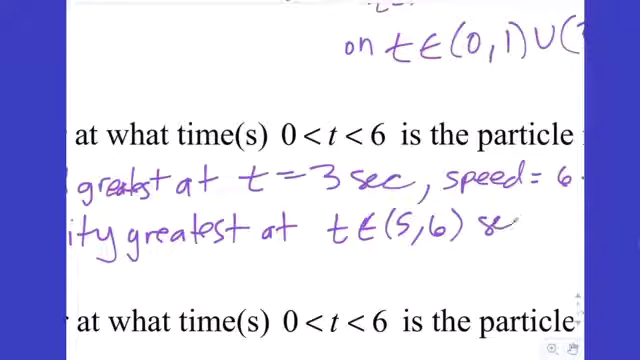 on t ∈ (0, 1) ∪ (
at what time(s) 0 < t < 6 is the particle
greatest at t = 3 sec, speed = 6
ity greatest at t ∈ (5, 6) se
at what time(s) 0 < t < 6 is the particle